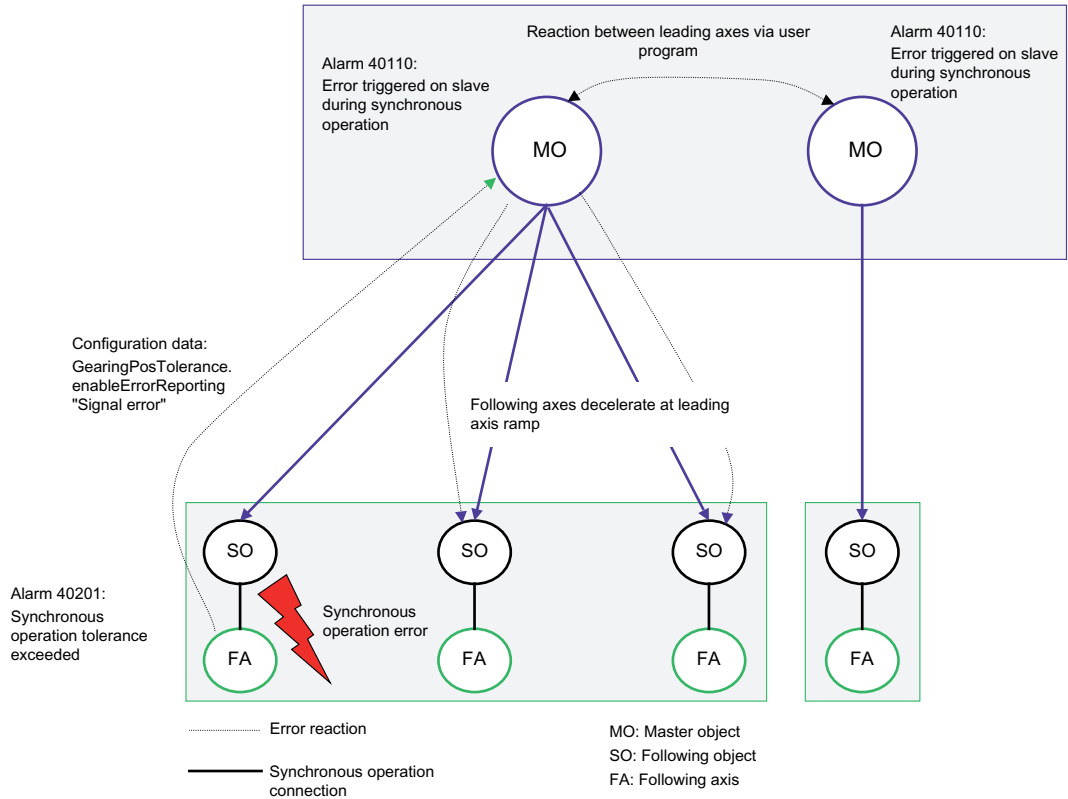 Reaction between leading axes via user
program
Alarm 40110:
Error triggered on slave
during synchronous
operation
Alarm 40110:
Error triggered on slave
during synchronous
operation
MO
MO
Configuration data:
GearingPosTolerance.
enableErrorReporting
"Signal error"
Following axes decelerate at leading
axis ramp
SO
SO
SO
SO
Alarm 40201:
Synchronous
operation tolerance
exceeded
Synchronous
operation error
FA
FA
FA
FA
Error reaction
Synchronous operation
connection
MO: Master object
SO: Following object
FA: Following axis